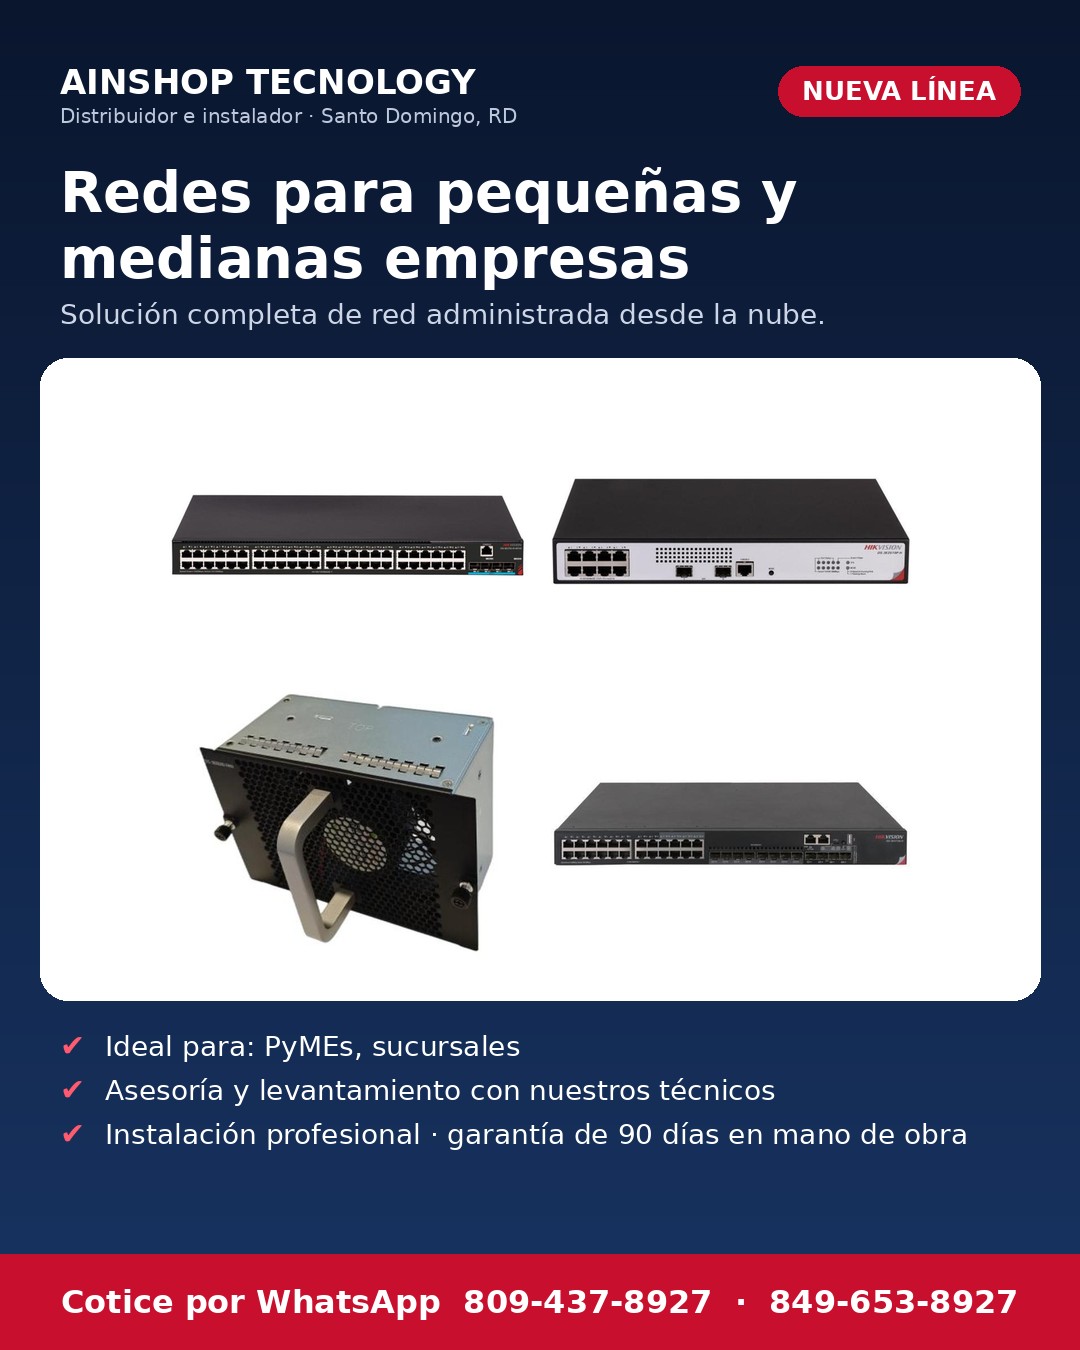 AINSHOP TECNOLOGY
Distribuidor e instalador · Santo Domingo, RD
NUEVA LÍNEA
Redes para pequeñas y
medianas empresas
Solución completa de red administrada desde la nube.
HIKVISION
HIKVISION
✔ Ideal para: PyMEs, sucursales
✔ Asesoría y levantamiento con nuestros técnicos
✔ Instalación profesional · garantía de 90 días en mano de obra
Cotice por WhatsApp 809-437-8927 · 849-653-8927